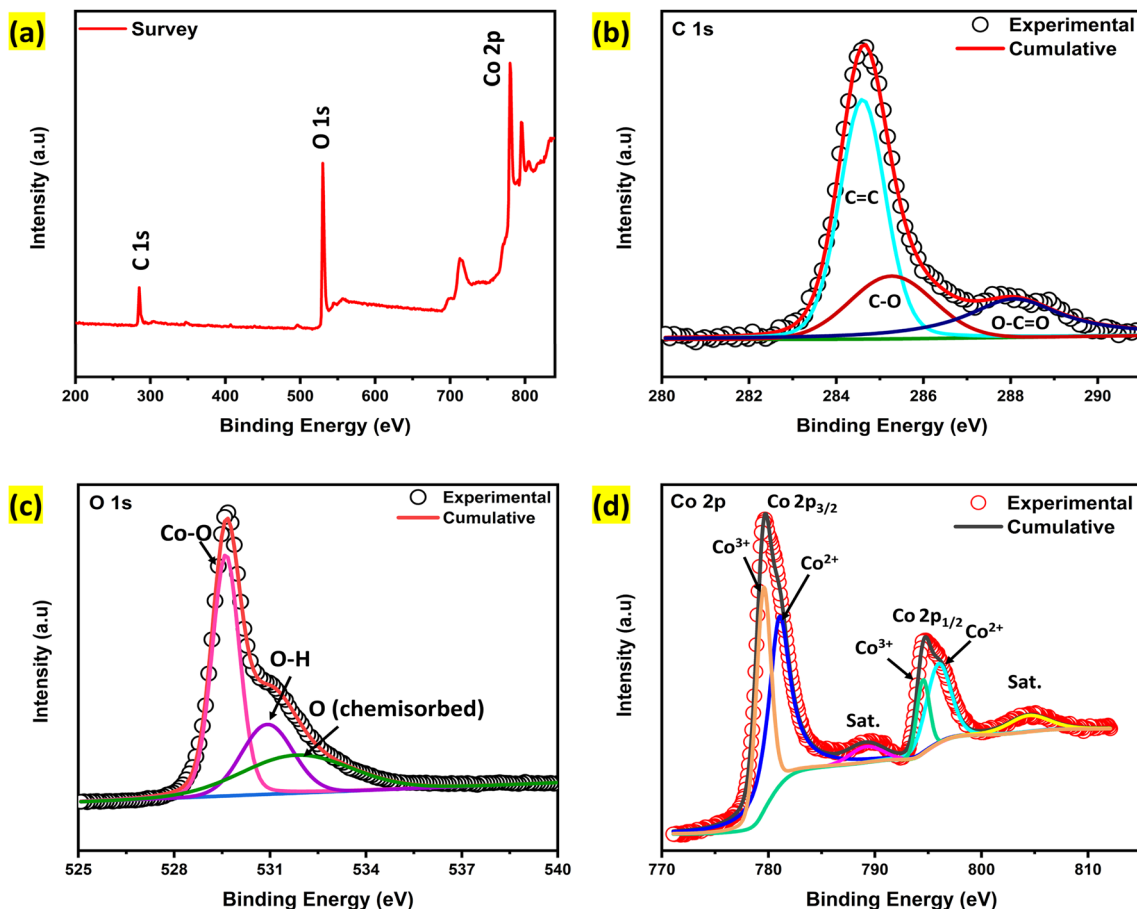 (a)
Survey
C 1s
O 1s
Co 2p
Intensity (a.u)
200 300 400 500 600 700 800
Binding Energy (eV)
(b)
C 1s
Experimental
Cumulative
C=C
C-O
O-C=O
Intensity (a.u)
280 282 284 286 288 290
Binding Energy (eV)
(c)
O 1s
Experimental
Cumulative
Co-O
O-H
O (chemisorbed)
Intensity (a.u)
525 528 531 534 537 540
Binding Energy (eV)
(d)
Co 2p
Co 2p3/2
Experimental
Cumulative
Co3+
Co2+
Co 2p1/2
Co3+
Co2+
Sat.
Sat.
Intensity (a.u)
770 780 790 800 810
Binding Energy (eV)